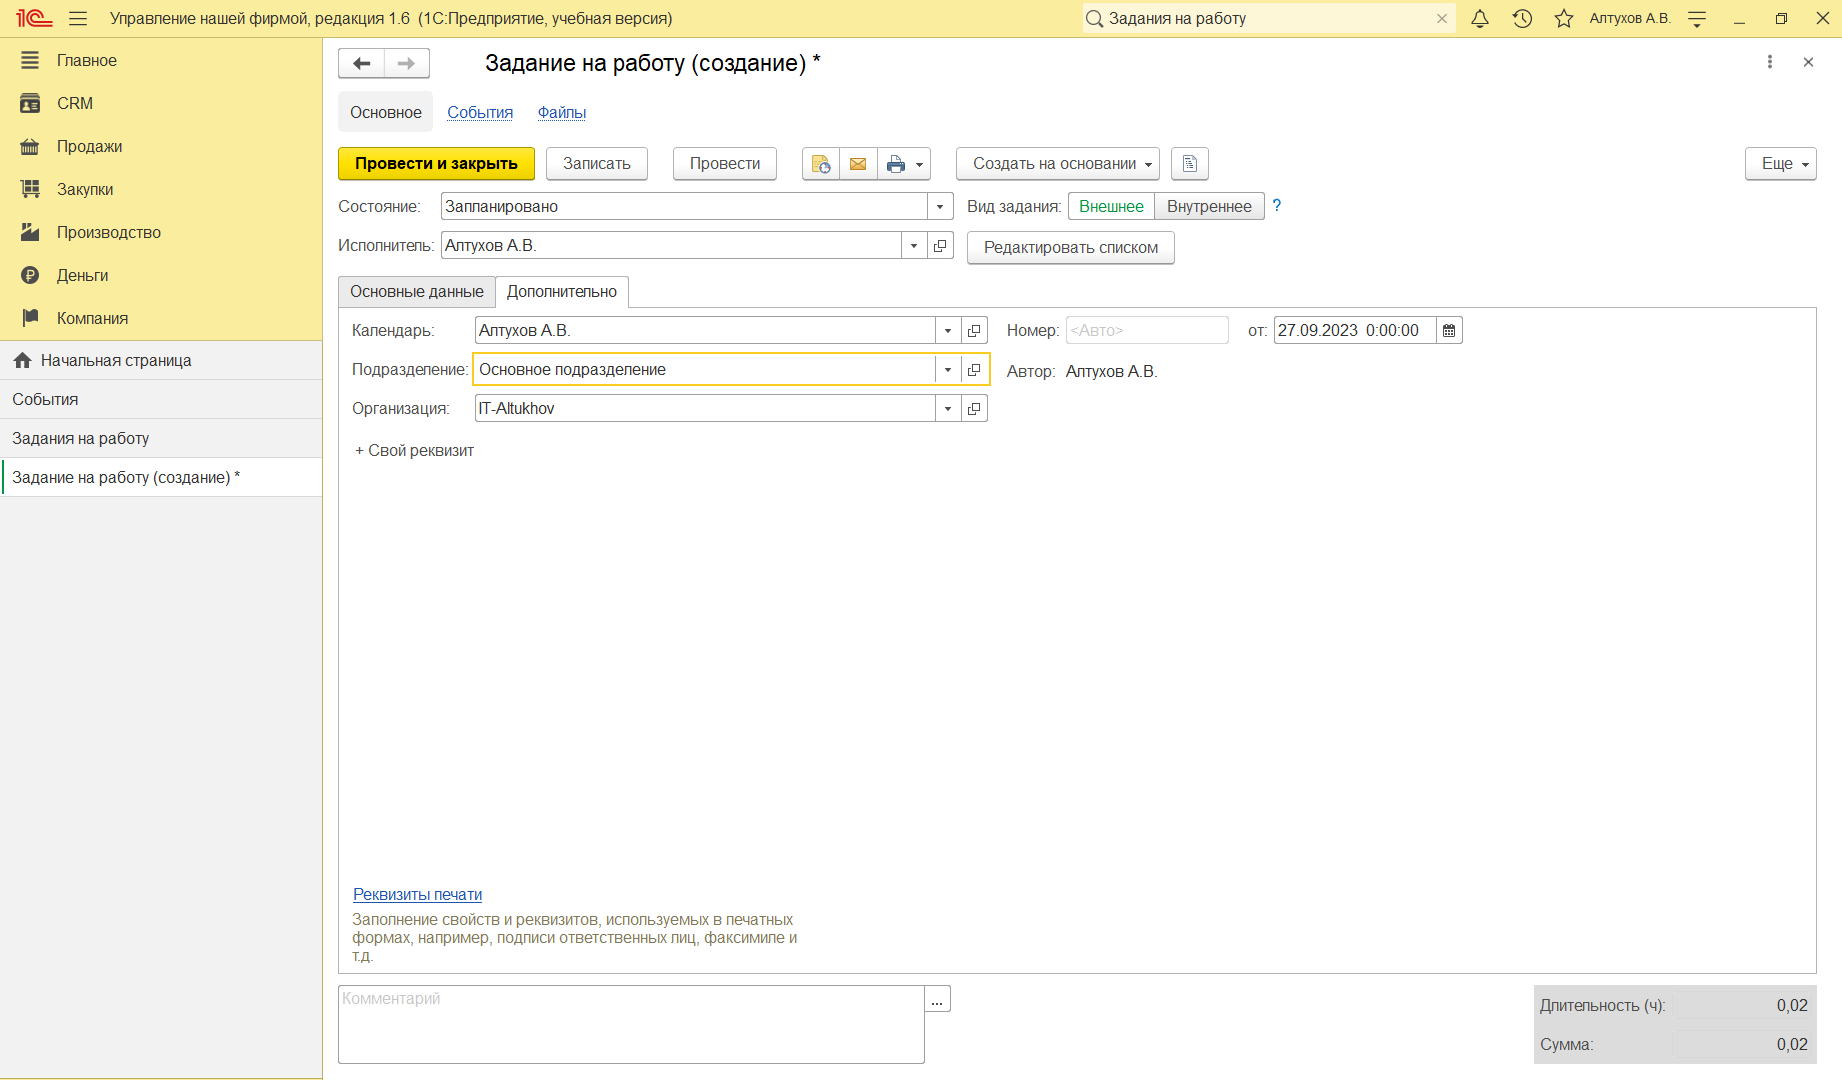 1С Управление нашей фирмой, редакция 1.6 (1С:Предприятие, учебная версия) Задания на работу Алтухов А.В.
Главное
CRM
Продажи
Закупки
Производство
Деньги
Компания
Начальная страница
События
Задания на работу
Задание на работу (создание) *
Задание на работу (создание) *
Основное События Файлы
Провести и закрыть Записать Провести Создать на основании Еще
Состояние: Запланировано Вид задания: Внешнее Внутреннее ?
Исполнитель: Алтухов А.В. Редактировать списком
Основные данные Дополнительно
Календарь: Алтухов А.В. Номер: <Авто> от: 27.09.2023 0:00:00
Подразделение: Основное подразделение Автор: Алтухов А.В.
Организация: IT-Altukhov
+ Свой реквизит
Реквизиты печати
Заполнение свойств и реквизитов, используемых в печатных
формах, например, подписи ответственных лиц, факсимиле и
т.д.
Комментарий ...
Длительность (ч): 0,02
Сумма: 0,02